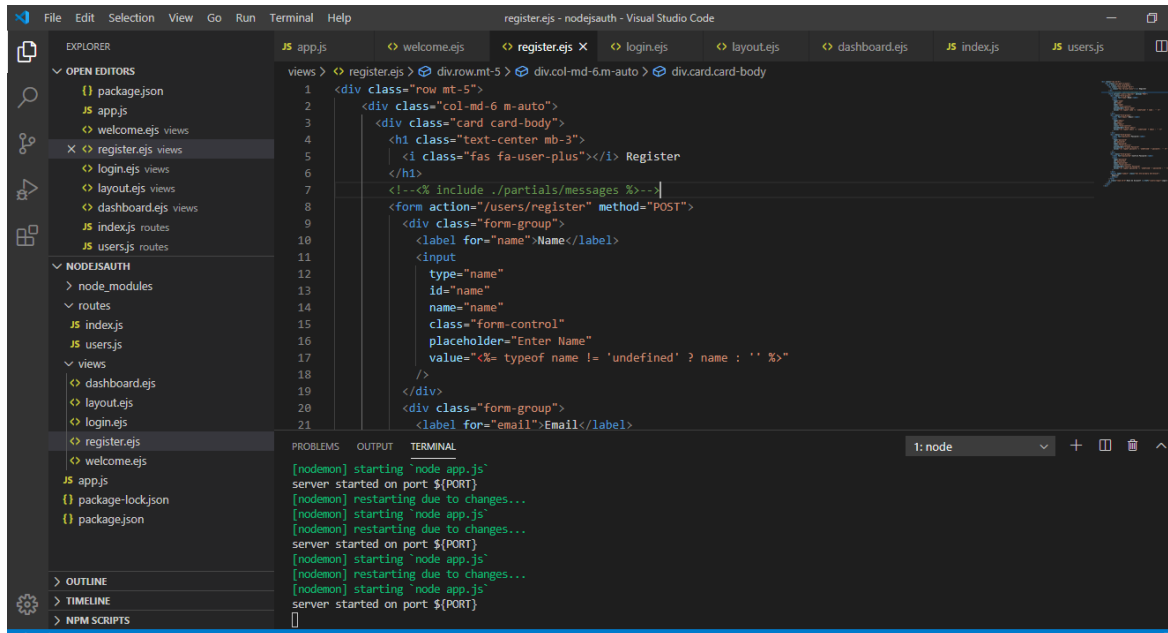 File Edit Selection View Go Run Terminal Help register.ejs - nodejsauth - Visual Studio Code
EXPLORER
OPEN EDITORS
{} package.json
JS app.js
<> welcome.ejs views
X <> register.ejs views
<> login.ejs views
<> layout.ejs views
<> dashboard.ejs views
JS index.js routes
JS users.js routes
NODEJSAUTH
> node_modules
routes
JS index.js
JS users.js
views
<> dashboard.ejs
<> layout.ejs
<> login.ejs
<> register.ejs
<> welcome.ejs
JS app.js
{} package-lock.json
{} package.json
> OUTLINE
> TIMELINE
> NPM SCRIPTS
JS app.js <> welcome.ejs <> register.ejs X <> login.ejs <> layout.ejs <> dashboard.ejs JS index.js JS users.js
views > <> register.ejs > div.row.mt-5 > div.col-md-6.m-auto > div.card.card-body
1 <div class="row mt-5">
2 <div class="col-md-6 m-auto">
3 <div class="card card-body">
4 <h1 class="text-center mb-3">
5 <i class="fas fa-user-plus"></i> Register
6 </h1>
7 <!--<% include ./partials/messages %>-->
8 <form action="/users/register" method="POST">
9 <div class="form-group">
10 <label for="name">Name</label>
11 <input
12 type="name"
13 id="name"
14 name="name"
15 class="form-control"
16 placeholder="Enter Name"
17 value="<%= typeof name != 'undefined' ? name : '' %>"
18 />
19 </div>
20 <div class="form-group">
21 <label for="email">Email</label>
PROBLEMS OUTPUT TERMINAL 1: node
[nodemon] starting `node app.js`
server started on port ${PORT}
[nodemon] restarting due to changes...
[nodemon] starting `node app.js`
[nodemon] restarting due to changes...
server started on port ${PORT}
[nodemon] starting `node app.js`
[nodemon] restarting due to changes...
[nodemon] starting `node app.js`
server started on port ${PORT}